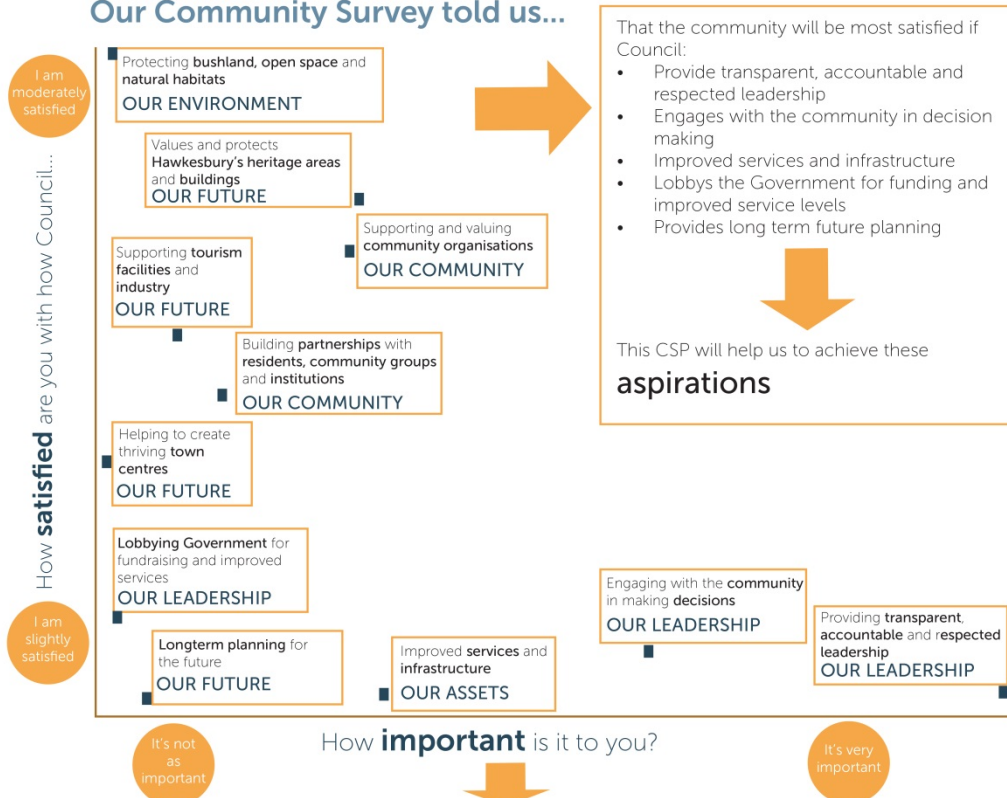 Our Community Survey told us...
I am
moderately
satisfied
How satisfied are you with how Council...
I am
slightly
satisfied
Protecting bushland, open space and
natural habitats
OUR ENVIRONMENT
Values and protects
Hawkesbury's heritage areas
and buildings
OUR FUTURE
Supporting and valuing
community organisations
OUR COMMUNITY
Supporting tourism
facilities and
industry
OUR FUTURE
Building partnerships with
residents, community groups
and institutions
OUR COMMUNITY
Helping to create
thriving town
centres
OUR FUTURE
Lobbying Government for
fundraising and improved
services
OUR LEADERSHIP
Longterm planning for
the future
OUR FUTURE
Improved services and
infrastructure
OUR ASSETS
Engaging with the community
in making decisions
OUR LEADERSHIP
Providing transparent,
accountable and respected
leadership
OUR LEADERSHIP
That the community will be most satisfied if
Council:
• Provide transparent, accountable and
respected leadership
• Engages with the community in decision
making
• Improved services and infrastructure
• Lobbys the Government for funding and
improved service levels
• Provides long term future planning
This CSP will help us to achieve these
aspirations
It's not
as
important
How important is it to you?
It's very
important